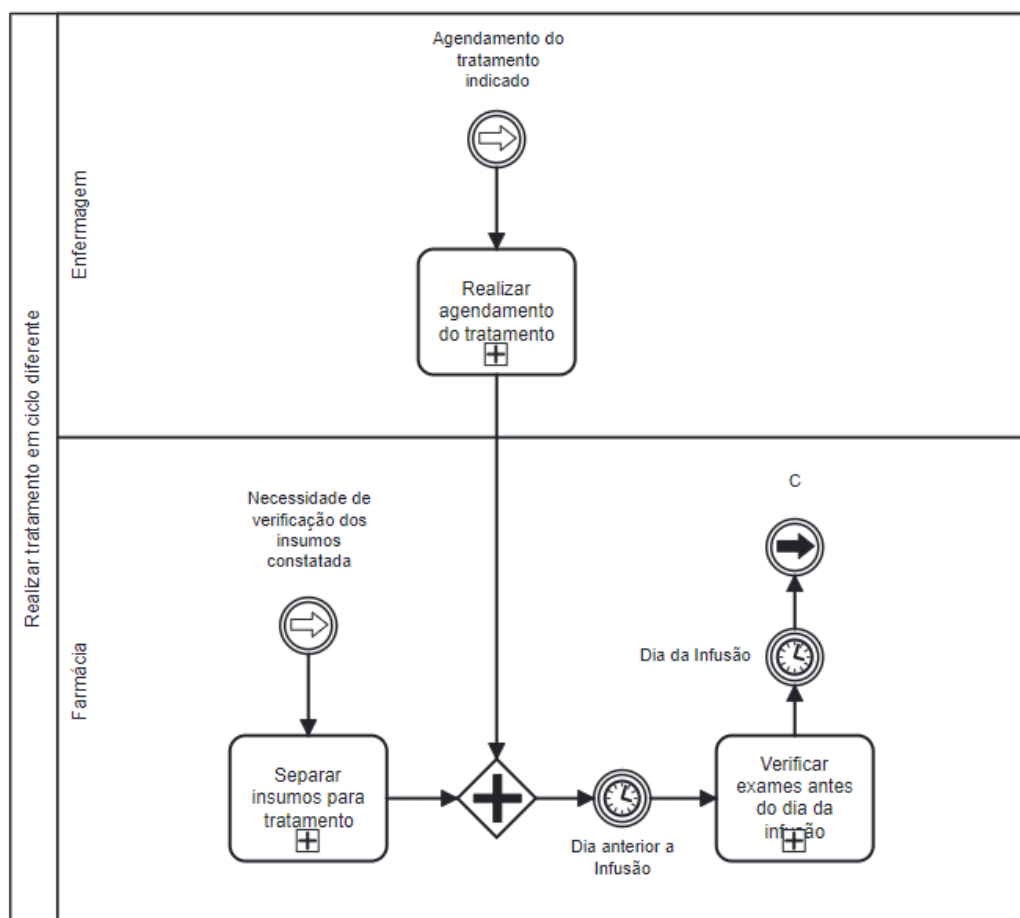 Realizar tratamento em ciclo diferente
Enfermagem
Agendamento do
tratamento
indicado
Realizar
agendamento
do tratamento
Farmácia
Necessidade de
verificação dos
insumos
constatada
Separar
insumos para
tratamento
Dia anterior a
Infusão
Verificar
exames antes
do dia da
infusão
Dia da Infusão
C